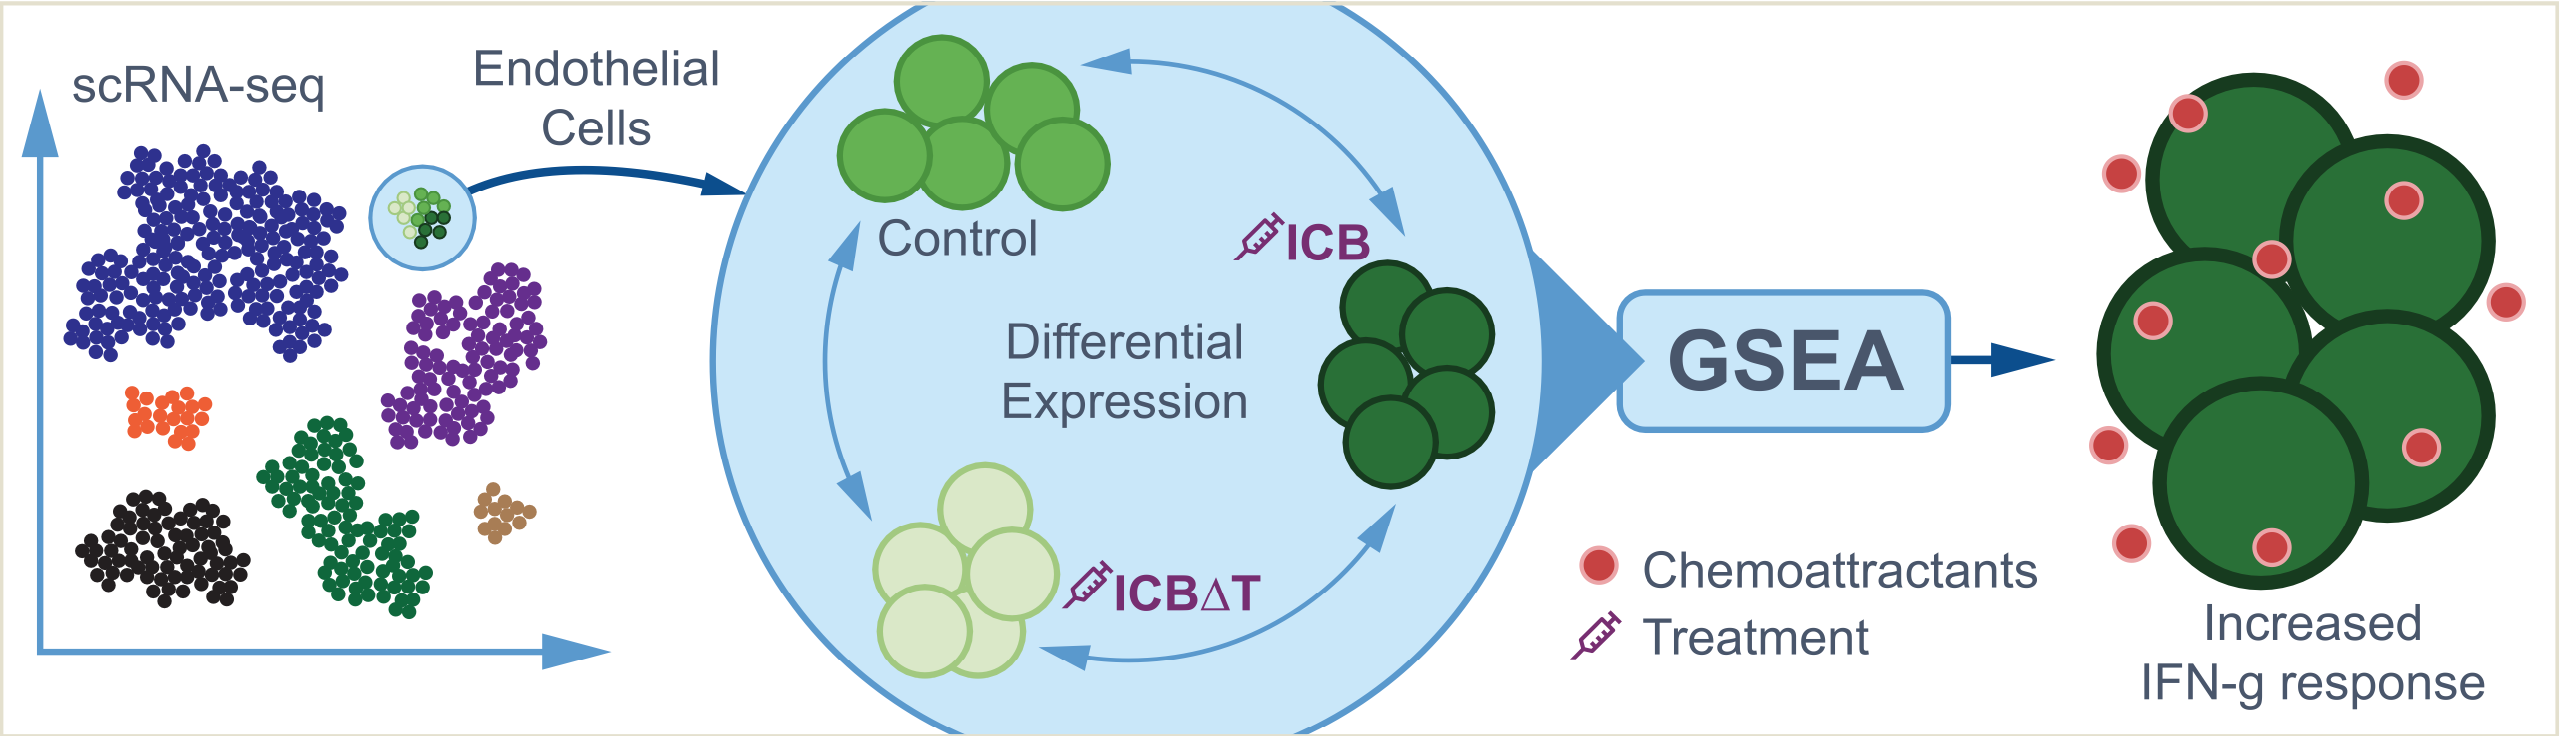 scRNA-seq
Endothelial
Cells
Control
ICB
Differential
Expression
ICBΔT
GSEA
Chemoattractants
Treatment
Increased
IFN-g response